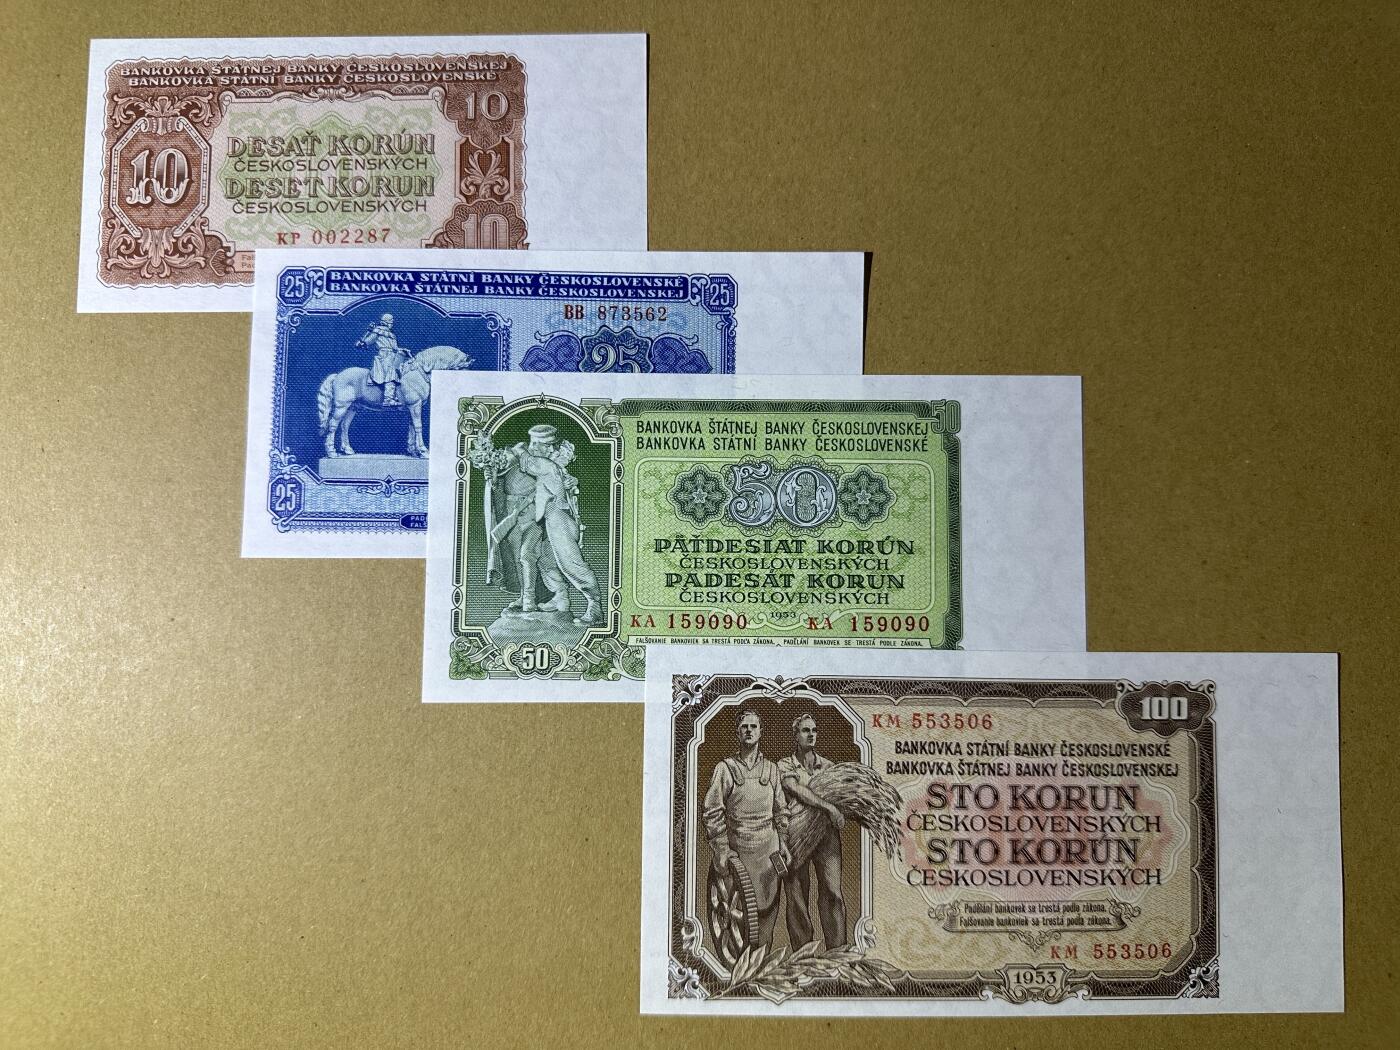 BANKOVKA ŠTÁTNEJ BANKY ČESKOSLOVENSKEJ
BANKOVKA STÁTNÍ BANKY ČESKOSLOVENSKÉ
10
10
DESAŤ KORÚN
ČESKOSLOVENSKÝCH
DESET KORUN
ČESKOSLOVENSKÝCH
KP 002287
10
25
BANKOVKA STÁTNÍ BANKY ČESKOSLOVENSKÉ
BANKOVKA ŠTÁTNEJ BANKY ČESKOSLOVENSKEJ
25
BB 873562
25
25
50
BANKOVKA ŠTÁTNEJ BANKY ČESKOSLOVENSKEJ
BANKOVKA STÁTNÍ BANKY ČESKOSLOVENSKÉ
50
PÄŤDESIAT KORÚN
ČESKOSLOVENSKÝCH
PADESÁT KORUN
ČESKOSLOVENSKÝCH
KA 159090 1953 KA 159090
FALŠOVANIE BANKOVIEK SA TRESTÁ PODĽA ZÁKONA. PADĚLÁNÍ BANKOVEK SE TRESTÁ PODLE ZÁKONA.
50
100
KM 553506
BANKOVKA STÁTNÍ BANKY ČESKOSLOVENSKÉ
BANKOVKA ŠTÁTNEJ BANKY ČESKOSLOVENSKEJ
STO KORUN
ČESKOSLOVENSKÝCH
STO KORÚN
ČESKOSLOVENSKÝCH
Padělání bankovek se trestá podle zákona.
Falšovanie bankoviek sa trestá podľa zákona.
KM 553506
1953